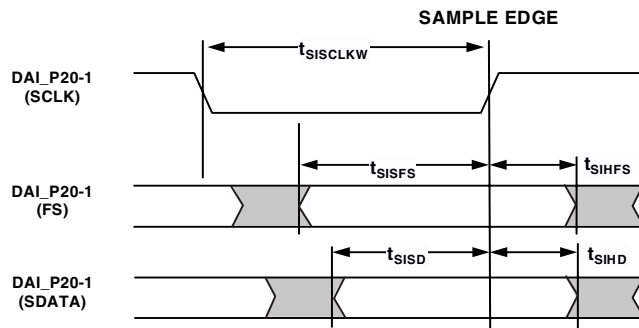 SAMPLE EDGE
tSISCLKW
DAI_P20-1
(SCLK)
tSISFS
tSIHFS
DAI_P20-1
(FS)
tSISD
tSIHD
DAI_P20-1
(SDATA)